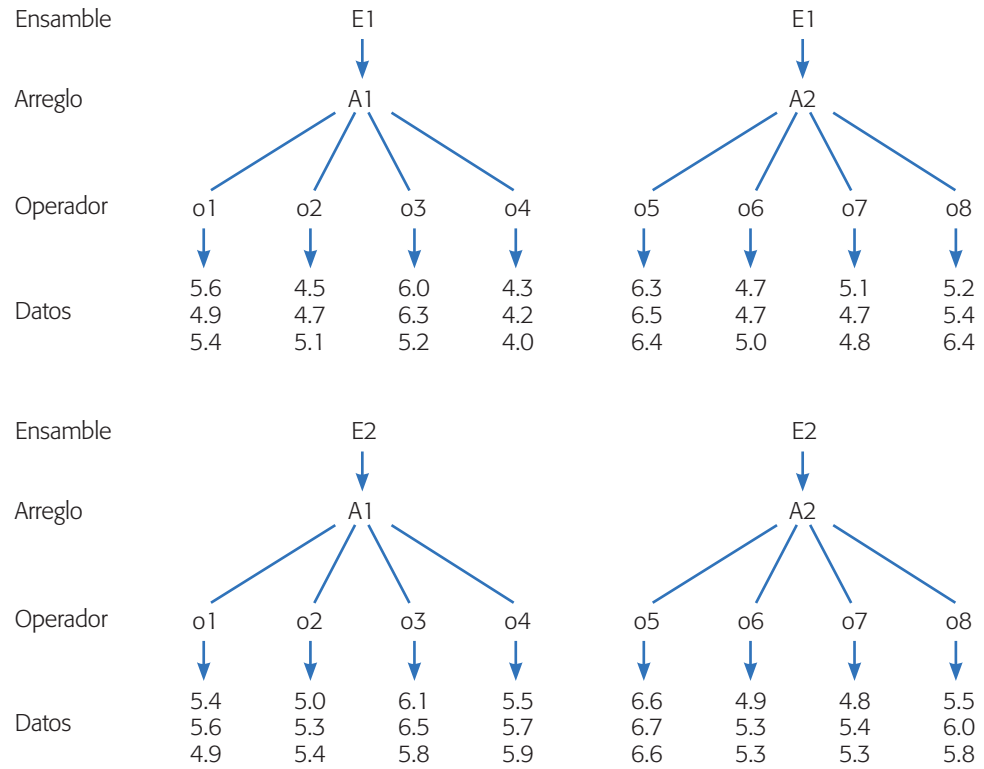 Ensamble E1 E1
Arreglo A1 A2
Operador o1 o2 o3 o4 o5 o6 o7 o8
5.6 4.5 6.0 4.3 6.3 4.7 5.1 5.2
Datos 4.9 4.7 6.3 4.2 6.5 4.7 4.7 5.4
5.4 5.1 5.2 4.0 6.4 5.0 4.8 6.4
Ensamble E2 E2
Arreglo A1 A2
Operador o1 o2 o3 o4 o5 o6 o7 o8
5.4 5.0 6.1 5.5 6.6 4.9 4.8 5.5
Datos 5.6 5.3 6.5 5.7 6.7 5.3 5.4 6.0
4.9 5.4 5.8 5.9 6.6 5.3 5.3 5.8